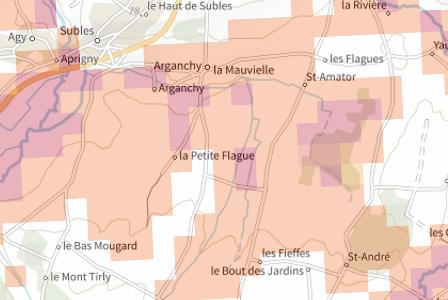 le Haut de Subles
la Rivière
78
Agy
Subles
Aprigny
Arganchy
la Mauvielle
les Flagues
St-Amator
Arganchy
la Petite Flague
le Bas Mougard
les Fieffes
St-André
le Mont Tirly
le Bout des Jardins